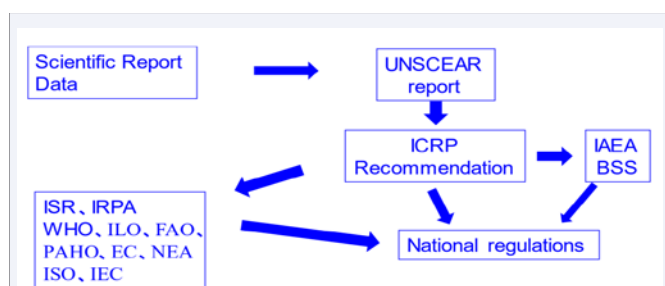 Scientific Report
Data
UNSCEAR
report
ICRP
Recommendation
IAEA
BSS
ISR、IRPA
WHO、ILO、FAO、
PAHO、EC、NEA
ISO、IEC
National regulations